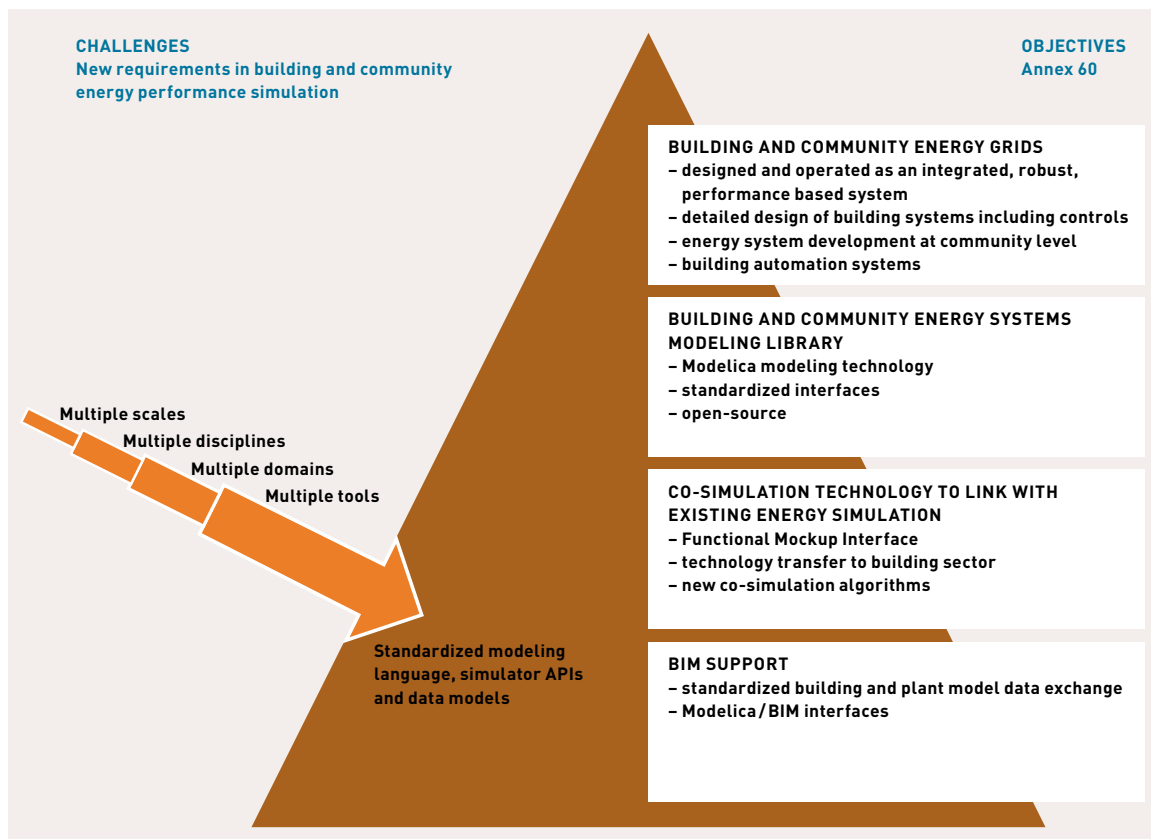 CHALLENGES
New requirements in building and community
energy performance simulation
OBJECTIVES
Annex 60
BUILDING AND COMMUNITY ENERGY GRIDS
– designed and operated as an integrated, robust,
performance based system
– detailed design of building systems including controls
– energy system development at community level
– building automation systems
BUILDING AND COMMUNITY ENERGY SYSTEMS
MODELING LIBRARY
– Modelica modeling technology
– standardized interfaces
– open-source
Multiple scales
Multiple disciplines
Multiple domains
Multiple tools
CO-SIMULATION TECHNOLOGY TO LINK WITH
EXISTING ENERGY SIMULATION
– Functional Mockup Interface
– technology transfer to building sector
– new co-simulation algorithms
Standardized modeling
language, simulator APIs
and data models
BIM SUPPORT
– standardized building and plant model data exchange
– Modelica/BIM interfaces